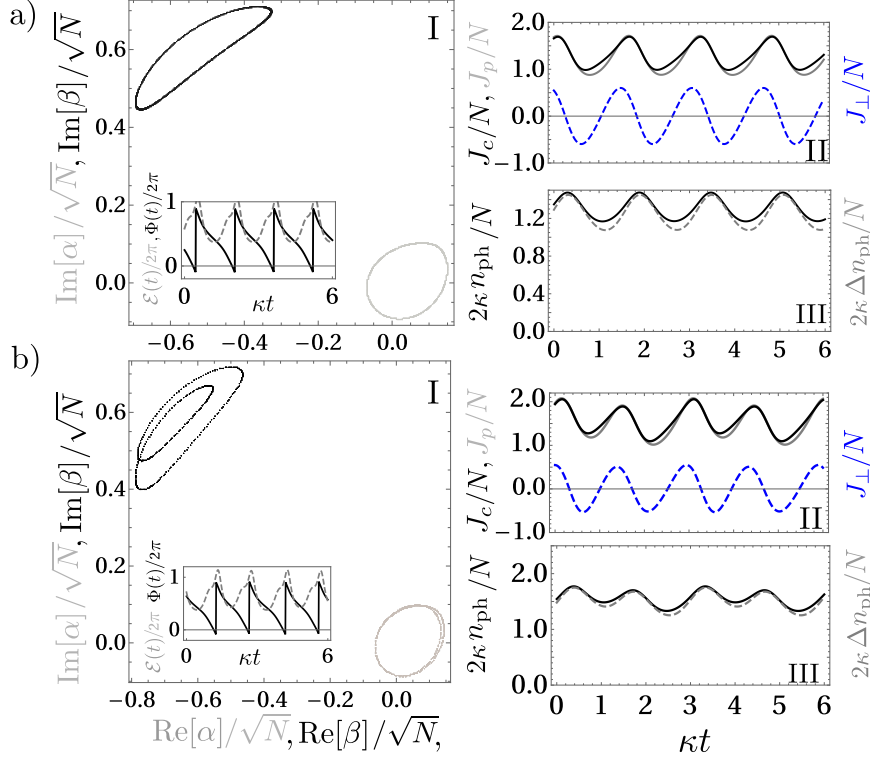 a)
I
Im[α]/√N, Im[β]/√N
0.6
0.4
0.2
0.0
−0.6 −0.4 −0.2 0.0
ℰ(t)/2π, Φ(t)/2π
1
0
0 6
κt
J_c/N, J_p/N
2.0
1.0
0.0
−1.0
II
J_⊥/N
2κ n_ph/N
1.2
0.8
0.4
0.0
III
2κ Δn_ph/N
0 1 2 3 4 5 6
b)
I
Im[α]/√N, Im[β]/√N
0.6
0.4
0.2
0.0
−0.8 −0.6 −0.4 −0.2 0.0
Re[α]/√N, Re[β]/√N,
ℰ(t)/2π Φ(t)/2π
1
0
0 6
κt
J_c/N, J_p/N
2.0
1.0
0.0
−1.0
II
J_⊥/N
2κ n_ph/N
2.0
1.0
0.0
III
2κ Δn_ph/N
0 1 2 3 4 5 6
κt